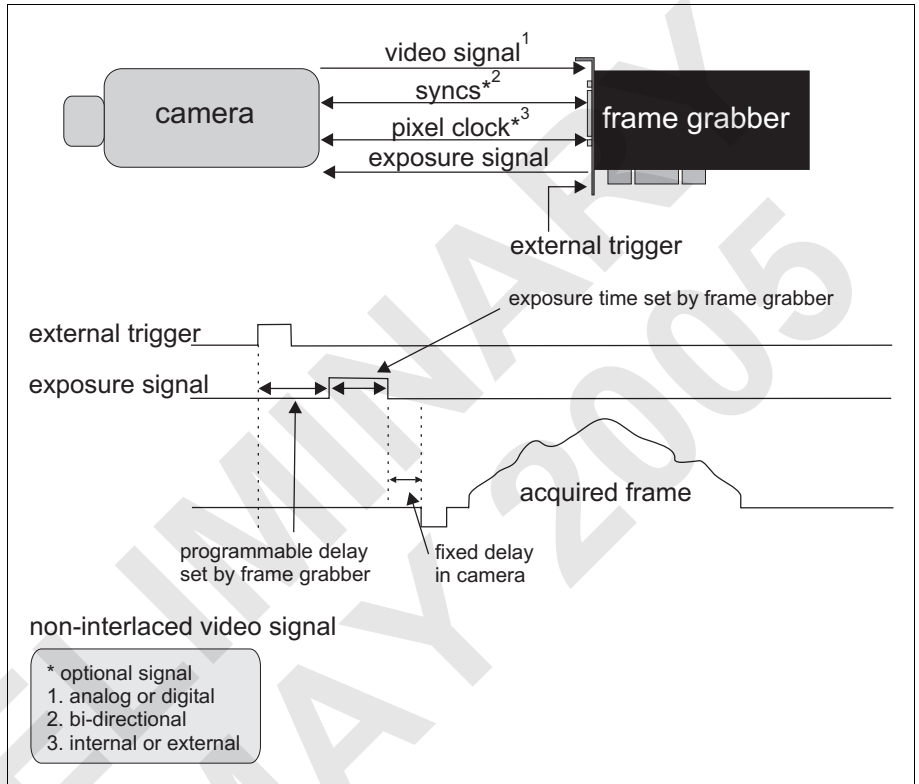 video signal1
syncs*2
pixel clock*3
exposure signal
camera
frame grabber
external trigger
exposure time set by frame grabber
external trigger
exposure signal
acquired frame
programmable delay
set by frame grabber
fixed delay
in camera
non-interlaced video signal
* optional signal
1. analog or digital
2. bi-directional
3. internal or external
ELIMINARY
MAY 2005